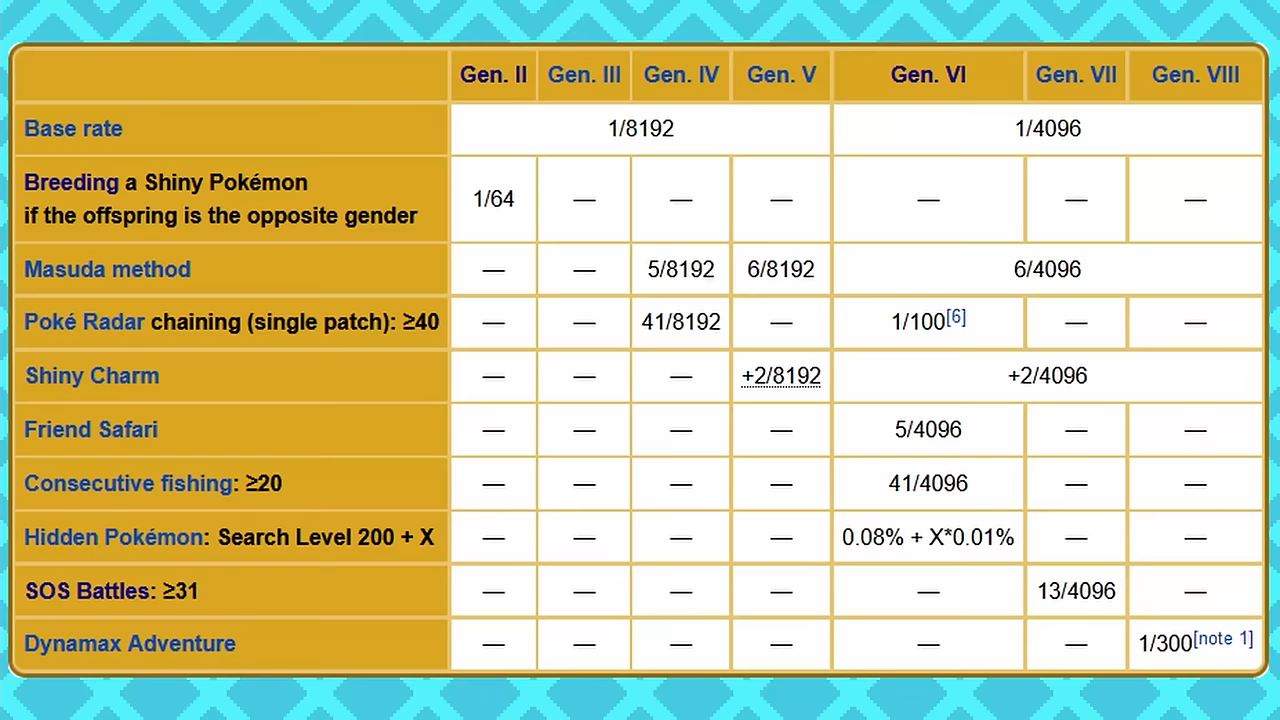 Gen. II Gen. III Gen. IV Gen. V Gen. VI Gen. VII Gen. VIII
Base rate 1/8192 1/4096
Breeding a Shiny Pokémon
if the offspring is the opposite gender 1/64 — — — — — —
Masuda method — — 5/8192 6/8192 6/4096
Poké Radar chaining (single patch): ≥40 — — 41/8192 — 1/100[6] — —
Shiny Charm — — — +2/8192 +2/4096
Friend Safari — — — — 5/4096 — —
Consecutive fishing: ≥20 — — — — 41/4096 — —
Hidden Pokémon: Search Level 200 + X — — — — 0.08% + X*0.01% — —
SOS Battles: ≥31 — — — — — 13/4096 —
Dynamax Adventure — — — — — — 1/300[note 1]